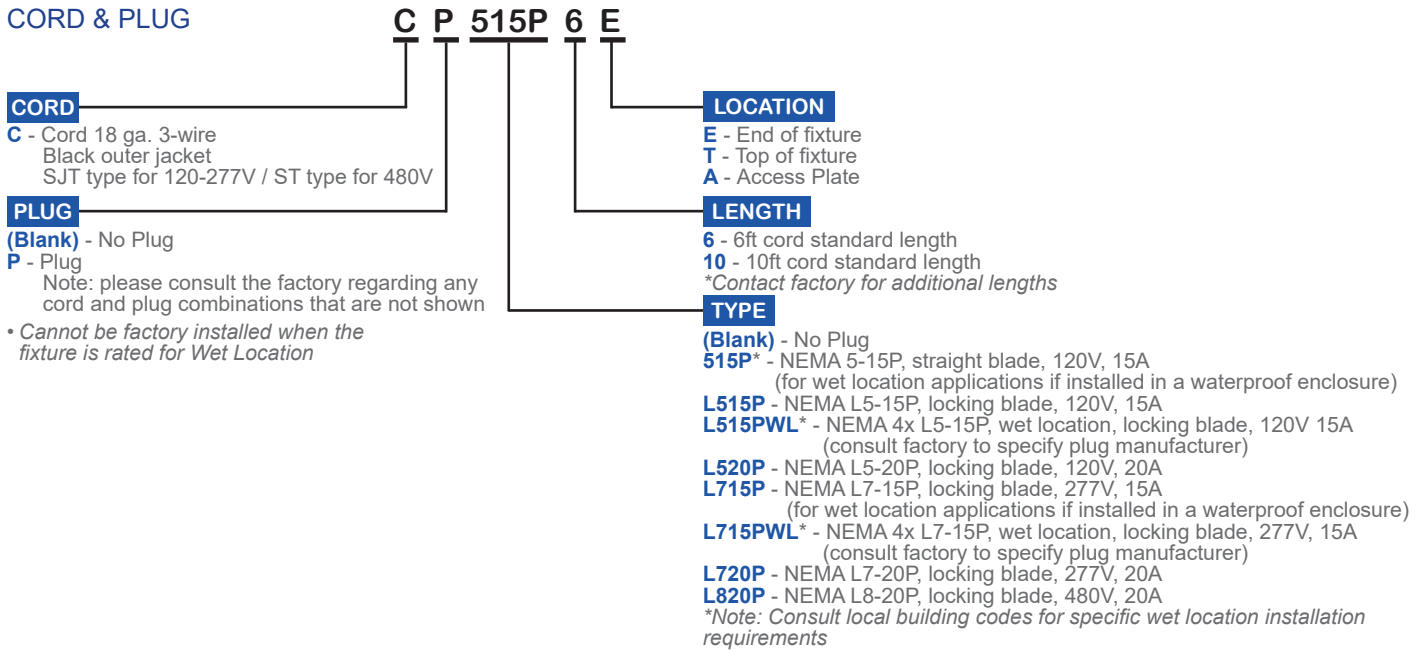 CORD & PLUG
C P 515P 6 E
CORD
C - Cord 18 ga. 3-wire
Black outer jacket
SJT type for 120-277V / ST type for 480V
PLUG
(Blank) - No Plug
P - Plug
Note: please consult the factory regarding any
cord and plug combinations that are not shown
• Cannot be factory installed when the
fixture is rated for Wet Location
LOCATION
E - End of fixture
T - Top of fixture
A - Access Plate
LENGTH
6 - 6ft cord standard length
10 - 10ft cord standard length
*Contact factory for additional lengths
TYPE
(Blank) - No Plug
515P* - NEMA 5-15P, straight blade, 120V, 15A
(for wet location applications if installed in a waterproof enclosure)
L515P - NEMA L5-15P, locking blade, 120V, 15A
L515PWL* - NEMA 4x L5-15P, wet location, locking blade, 120V 15A
(consult factory to specify plug manufacturer)
L520P - NEMA L5-20P, locking blade, 120V, 20A
L715P - NEMA L7-15P, locking blade, 277V, 15A
(for wet location applications if installed in a waterproof enclosure)
L715PWL* - NEMA 4x L7-15P, wet location, locking blade, 277V, 15A
(consult factory to specify plug manufacturer)
L720P - NEMA L7-20P, locking blade, 277V, 20A
L820P - NEMA L8-20P, locking blade, 480V, 20A
*Note: Consult local building codes for specific wet location installation
requirements